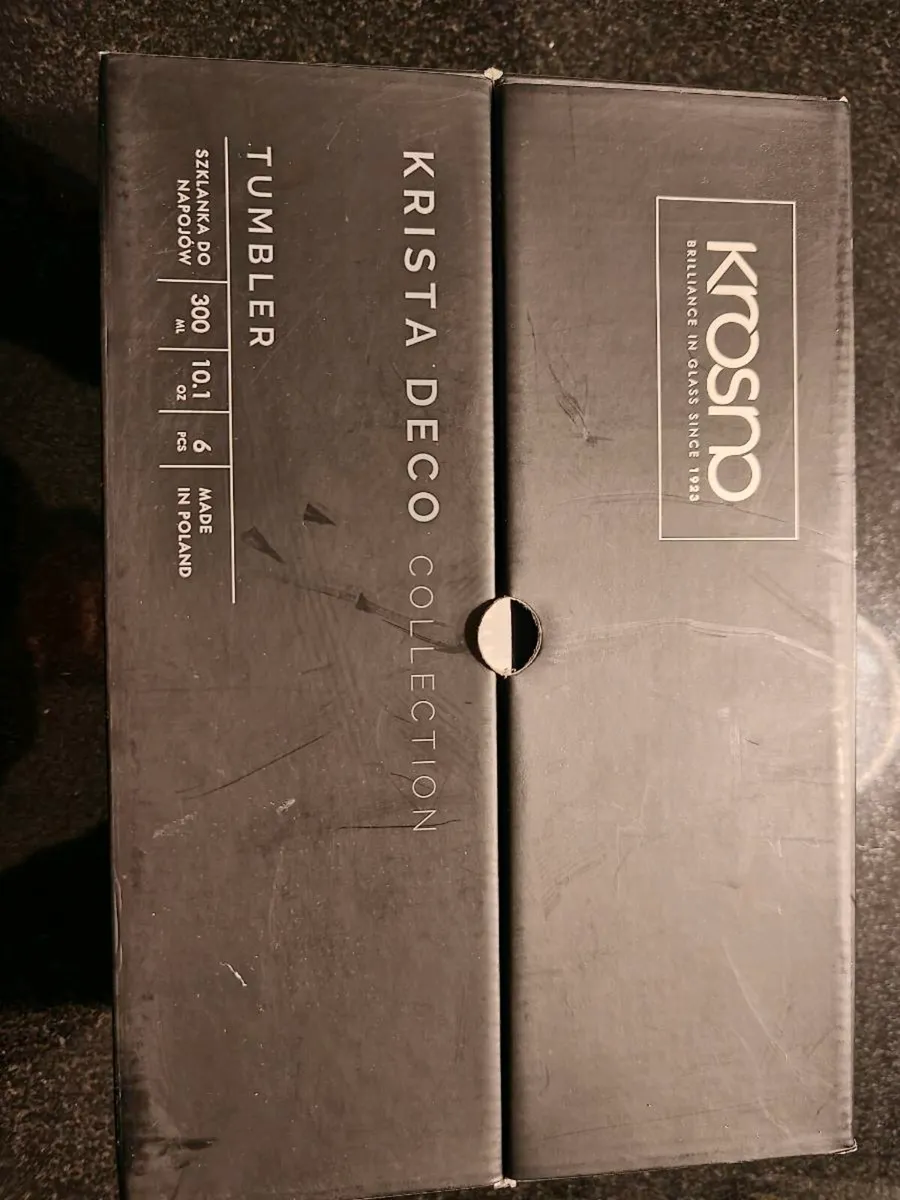 krosno
BRILLIANCE IN GLASS SINCE 1923
KRISTA DECO COLLECTION
TUMBLER
SZKLANKA DO
NAPOJÓW
300
ML
10.1
OZ
6
PCS
MADE
IN POLAND